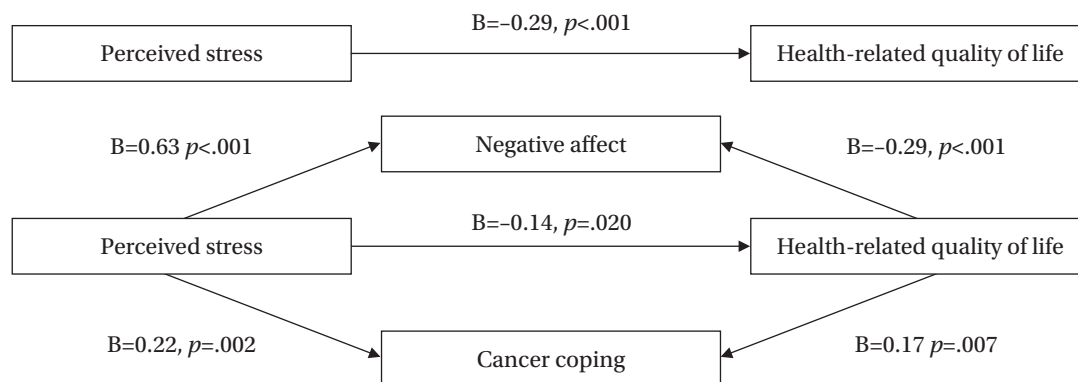 B=–0.29, p<.001
Perceived stress
Health-related quality of life
B=0.63 p<.001
Negative affect
B=–0.29, p<.001
Perceived stress
B=–0.14, p=.020
Health-related quality of life
B=0.22, p=.002
Cancer coping
B=0.17 p=.007